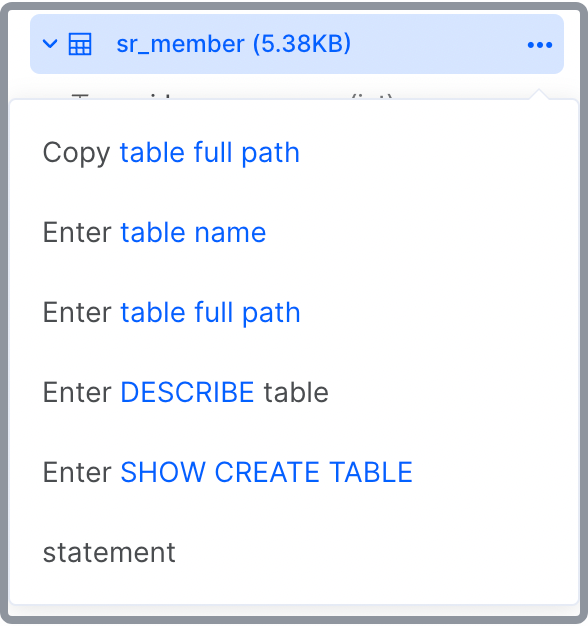 sr_member (5.38KB)
Copy table full path
Enter table name
Enter table full path
Enter DESCRIBE table
Enter SHOW CREATE TABLE
statement